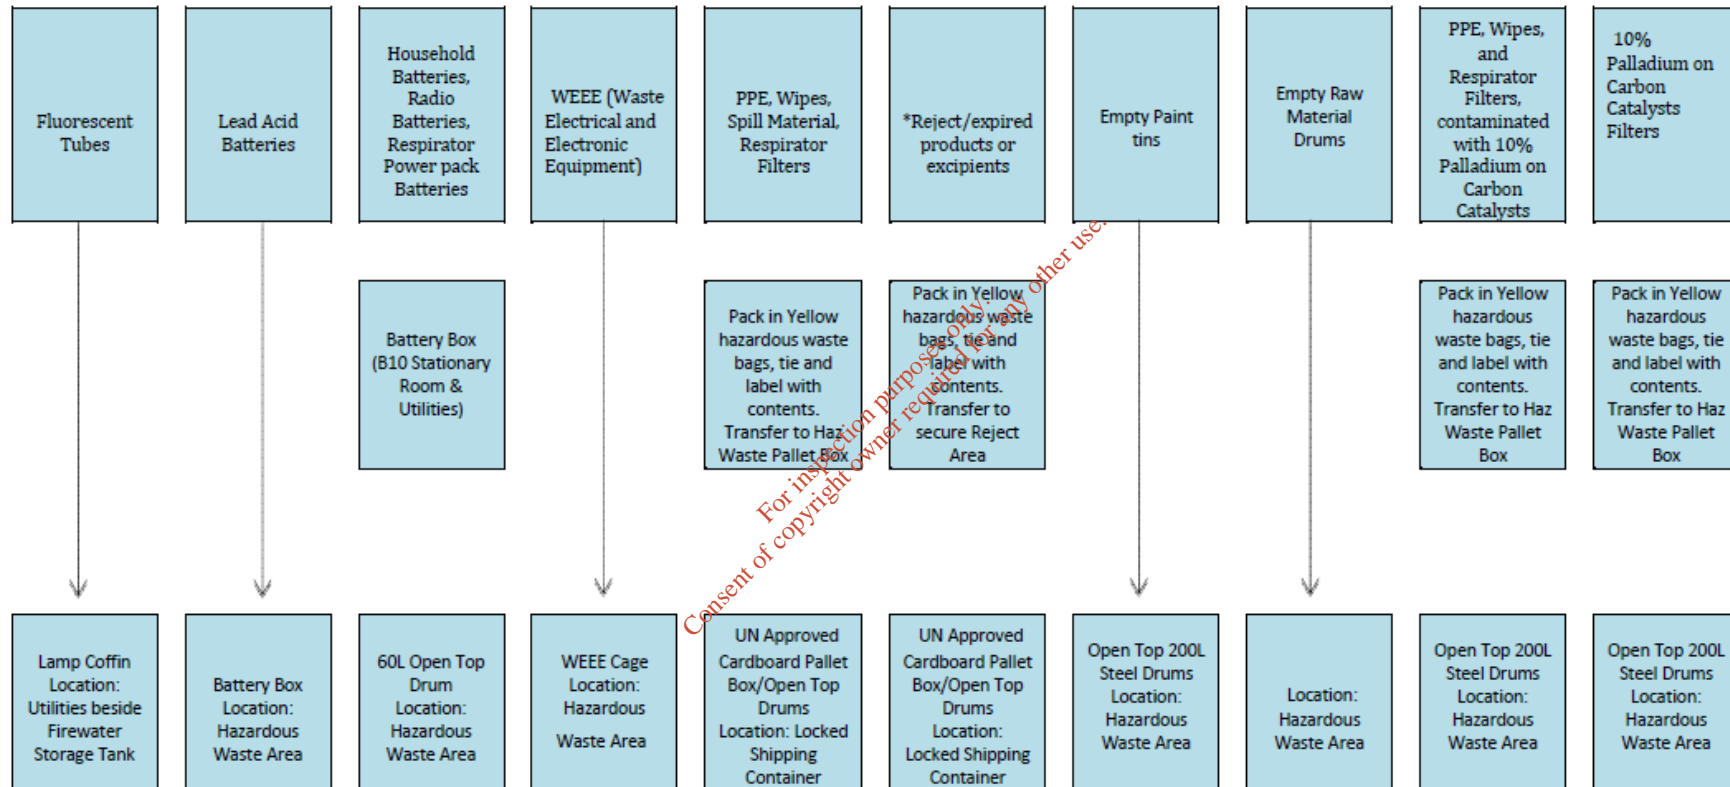 Fluorescent
Tubes
Lead Acid
Batteries
Household
Batteries,
Radio
Batteries,
Respirator
Power pack
Batteries
WEEE (Waste
Electrical and
Electronic
Equipment)
PPE, Wipes,
Spill Material,
Respirator
Filters
*Reject/expired
products or
excipients
Empty Paint
tins
Empty Raw
Material
Drums
PPE, Wipes,
and
Respirator
Filters,
contaminated
with 10%
Palladium on
Carbon
Catalysts
10%
Palladium on
Carbon
Catalysts
Filters
Battery Box
(B10 Stationary
Room &
Utilities)
Pack in Yellow
hazardous waste
bags, tie and
label with
contents.
Transfer to Haz
Waste Pallet Box
Pack in Yellow
hazardous waste
bags, tie and
label with
contents.
Transfer to
secure Reject
Area
Pack in Yellow
hazardous
waste bags, tie
and label with
contents.
Transfer to Haz
Waste Pallet
Box
Pack in Yellow
hazardous
waste bags, tie
and label with
contents.
Transfer to Haz
Waste Pallet
Box
For inspection purposes only.
Consent of copyright owner required for any other use.
Lamp Coffin
Location:
Utilities beside
Firewater
Storage Tank
Battery Box
Location:
Hazardous
Waste Area
60L Open Top
Drum
Location:
Hazardous
Waste Area
WEEE Cage
Location:
Hazardous
Waste Area
UN Approved
Cardboard Pallet
Box/Open Top
Drums
Location: Locked
Shipping
Container
UN Approved
Cardboard Pallet
Box/Open Top
Drums
Location:
Locked Shipping
Container
Open Top 200L
Steel Drums
Location:
Hazardous
Waste Area
Location:
Hazardous
Waste Area
Open Top 200L
Steel Drums
Location:
Hazardous
Waste Area
Open Top 200L
Steel Drums
Location:
Hazardous
Waste Area